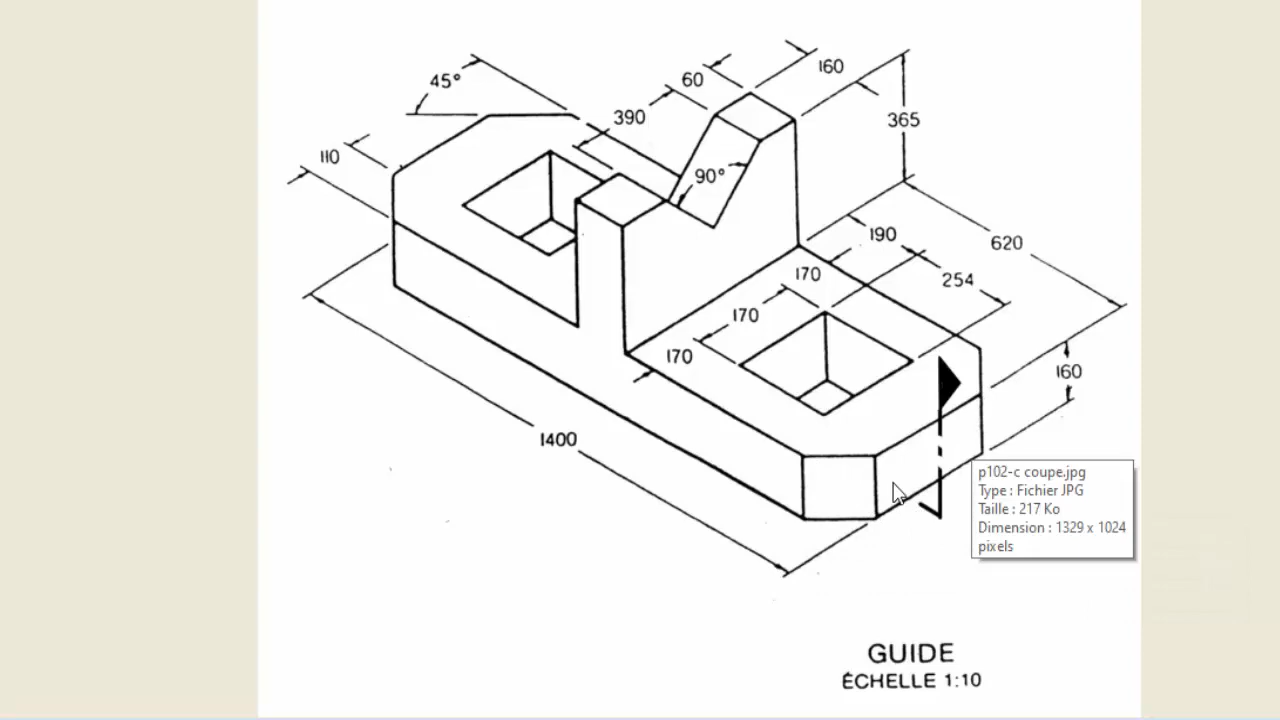 45°
60
160
390
365
110
90°
190
620
170
254
170
170
160
1400
p102-c coupe.jpg
Type : Fichier JPG
Taille : 217 Ko
Dimension : 1329 x 1024
pixels
GUIDE
ÉCHELLE 1:10